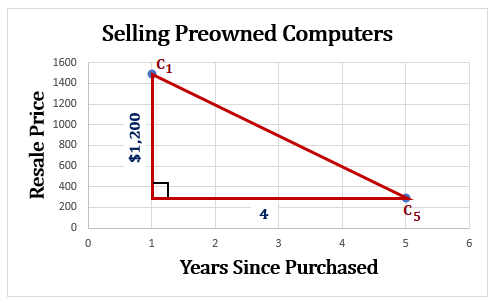 Selling Preowned Computers
1600
1400
1200
1000
800
600
400
200
0
Resale Price
$1,200
C1
4
C5
0 1 2 3 4 5 6
Years Since Purchased